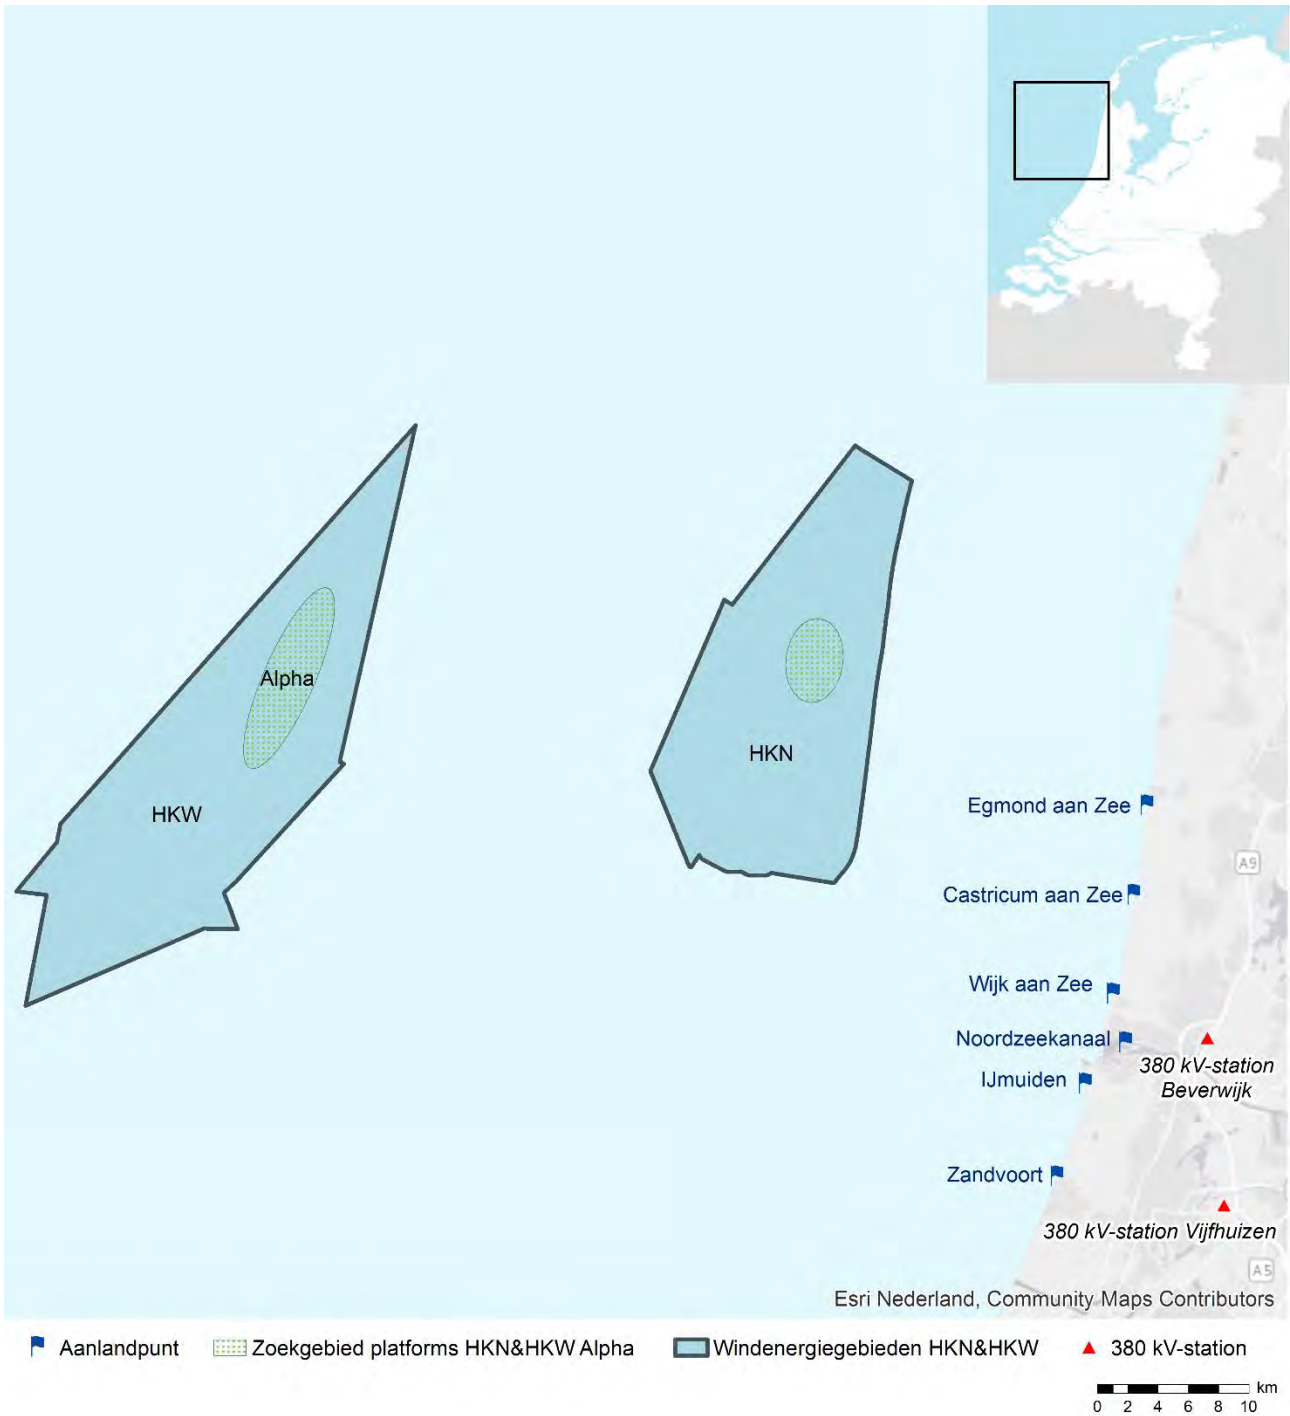 Alpha
HKW
HKN
Egmond aan Zee
A9
Castricum aan Zee
Wijk aan Zee
Noordzeekanaal
380 kV-station
Beverwijk
IJmuiden
Zandvoort
380 kV-station Vijfhuizen
A5
Esri Nederland, Community Maps Contributors
Aanlandpunt
Zoekgebied platforms HKN&HKW Alpha
Windenergiegebieden HKN&HKW
380 kV-station
km
0 2 4 6 8 10